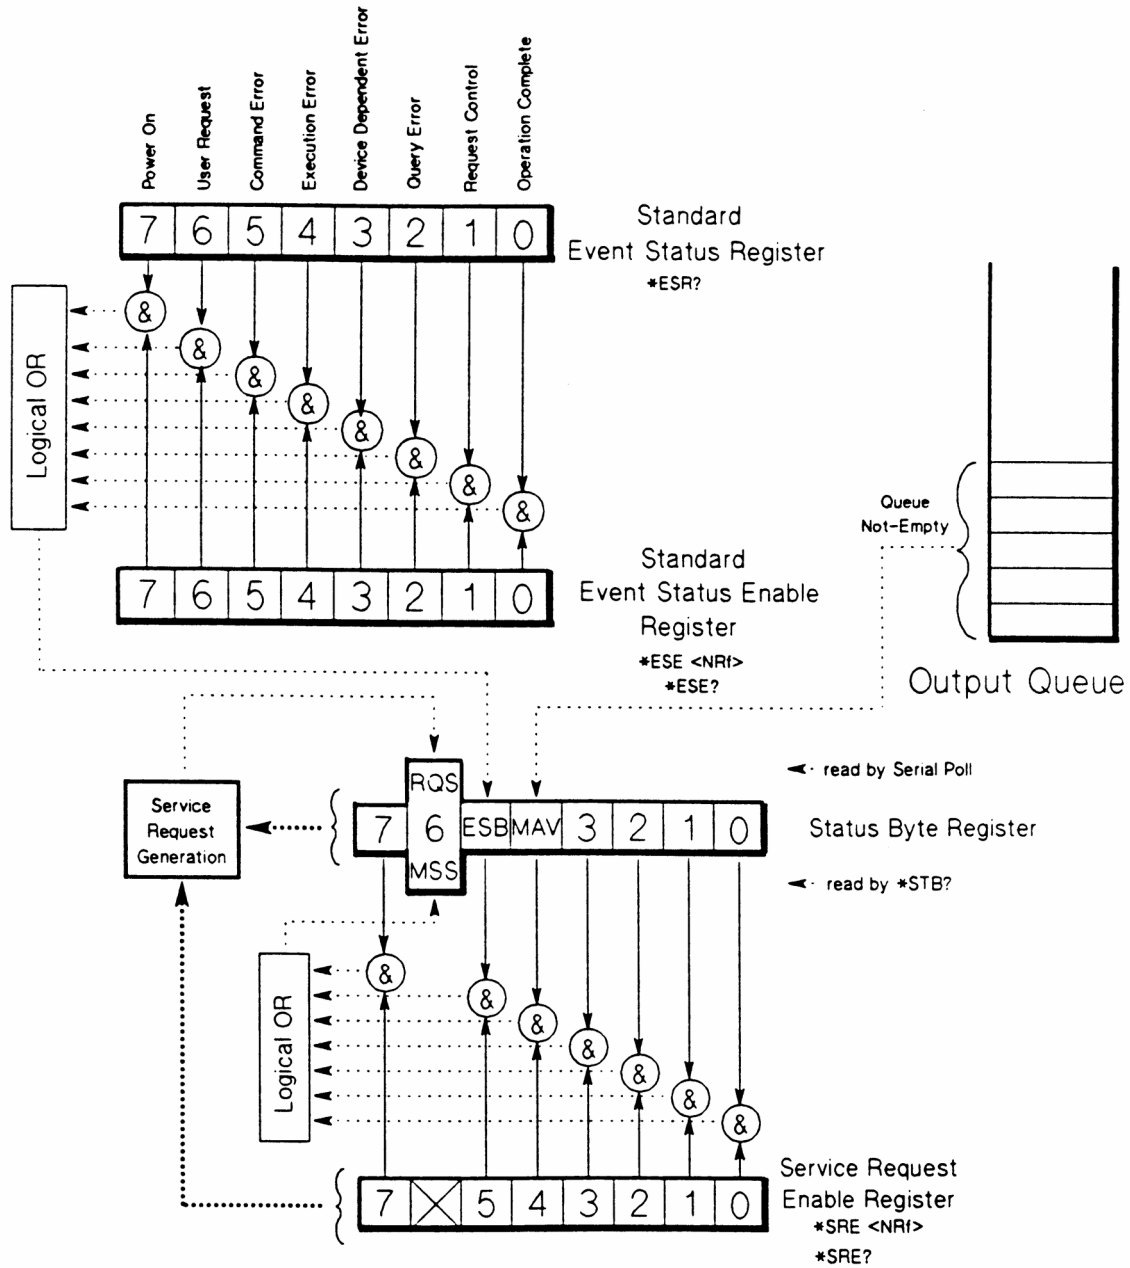 Power On
User Request
Command Error
Execution Error
Device Dependent Error
Query Error
Request Control
Operation Complete
7 6 5 4 3 2 1 0
Standard
Event Status Register
*ESR?
Logical OR
& & & & & & & &
Queue
Not-Empty
Output Queue
7 6 5 4 3 2 1 0
Standard
Event Status Enable
Register
*ESE <NRf>
*ESE?
Service
Request
Generation
RQS
7 6 ESB MAV 3 2 1 0
MSS
read by Serial Poll
Status Byte Register
read by *STB?
Logical OR
& & & & & & &
7 5 4 3 2 1 0
Service Request
Enable Register
*SRE <NRf>
*SRE?